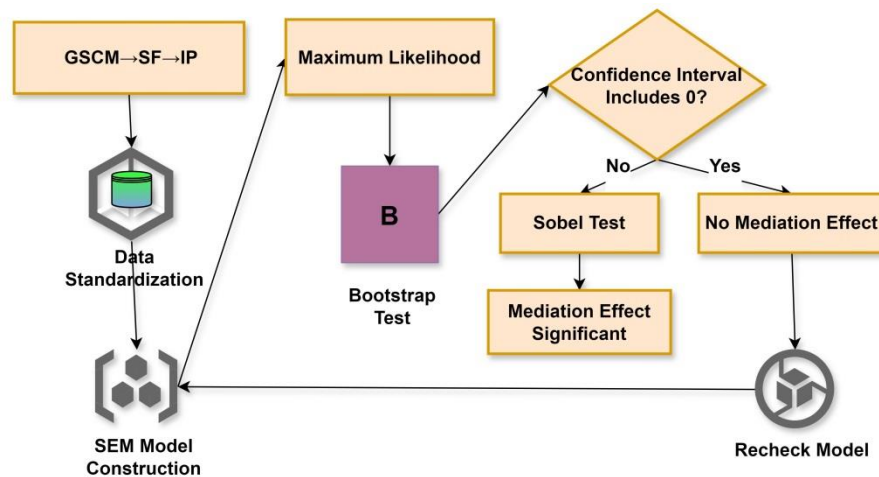 GSCM→SF→IP
Data
Standardization
SEM Model
Construction
Maximum Likelihood
B
Bootstrap
Test
Confidence Interval
Includes 0?
No
Yes
Sobel Test
No Mediation Effect
Mediation Effect
Significant
Recheck Model